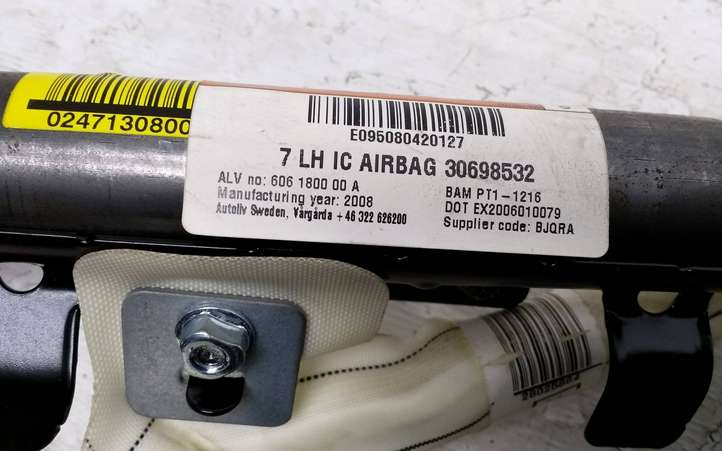 0247130800
E095080420127
7 LH IC AIRBAG 30698532
ALV no: 606 1800 00 A
Manufacturing year: 2008
Autoliv Sweden, Vårgårda +46 322 626200
BAM PT1-1216
DOT EX2006010079
Supplier code: BJQRA